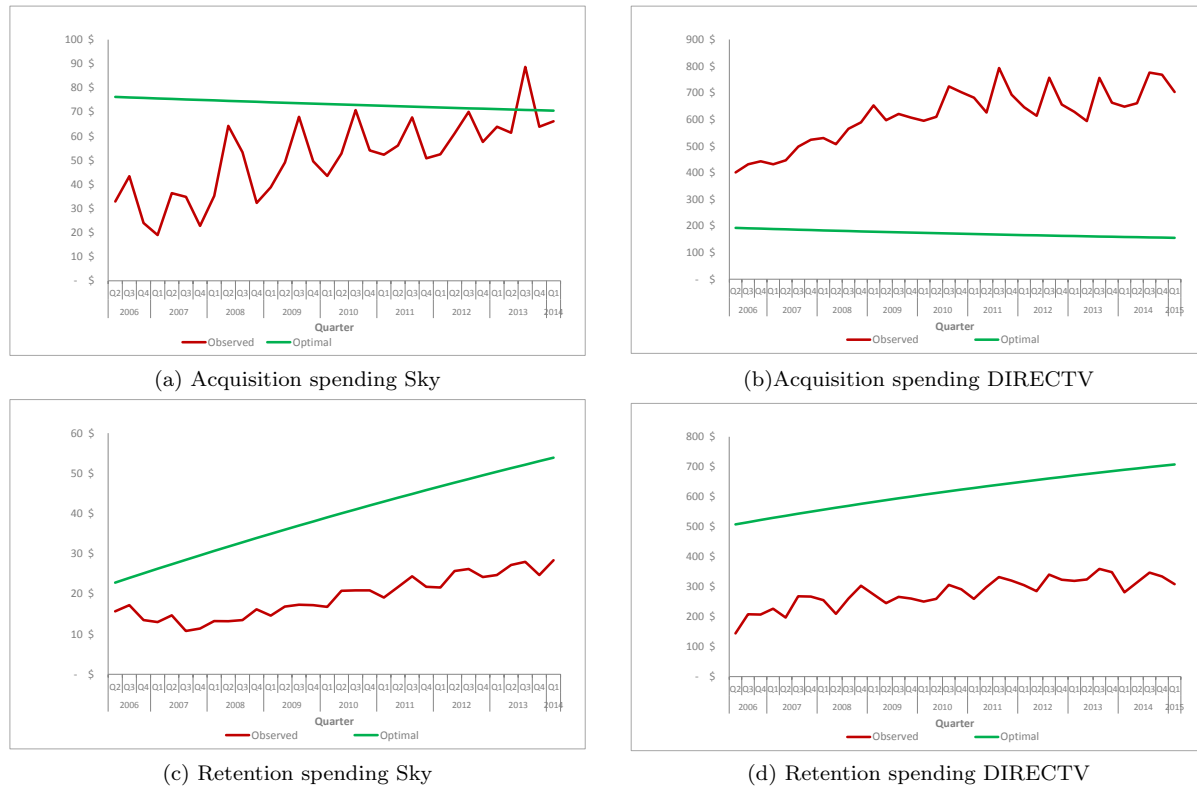 100 $
90 $
80 $
70 $
60 $
50 $
40 $
30 $
20 $
10 $
- $
Q2 Q3 Q4 Q1 Q2 Q3 Q4 Q1 Q2 Q3 Q4 Q1 Q2 Q3 Q4 Q1 Q2 Q3 Q4 Q1 Q2 Q3 Q4 Q1 Q2 Q3 Q4 Q1 Q2 Q3 Q4 Q1
2006 2007 2008 2009 2010 2011 2012 2013 2014
Quarter
Observed Optimal
(a) Acquisition spending Sky
900 $
800 $
700 $
600 $
500 $
400 $
300 $
200 $
100 $
- $
Q2 Q3 Q4 Q1 Q2 Q3 Q4 Q1 Q2 Q3 Q4 Q1 Q2 Q3 Q4 Q1 Q2 Q3 Q4 Q1 Q2 Q3 Q4 Q1 Q2 Q3 Q4 Q1 Q2 Q3 Q4 Q1 Q2 Q3 Q4 Q1
2006 2007 2008 2009 2010 2011 2012 2013 2014 2015
Quarter
Observed Optimal
(b)Acquisition spending DIRECTV
60 $
50 $
40 $
30 $
20 $
10 $
- $
Q2 Q3 Q4 Q1 Q2 Q3 Q4 Q1 Q2 Q3 Q4 Q1 Q2 Q3 Q4 Q1 Q2 Q3 Q4 Q1 Q2 Q3 Q4 Q1 Q2 Q3 Q4 Q1 Q2 Q3 Q4 Q1
2006 2007 2008 2009 2010 2011 2012 2013 2014
Quarter
Observed Optimal
(c) Retention spending Sky
800 $
700 $
600 $
500 $
400 $
300 $
200 $
100 $
- $
Q2 Q3 Q4 Q1 Q2 Q3 Q4 Q1 Q2 Q3 Q4 Q1 Q2 Q3 Q4 Q1 Q2 Q3 Q4 Q1 Q2 Q3 Q4 Q1 Q2 Q3 Q4 Q1 Q2 Q3 Q4 Q1 Q2 Q3 Q4 Q1
2006 2007 2008 2009 2010 2011 2012 2013 2014 2015
Quarter
Observed Optimal
(d) Retention spending DIRECTV